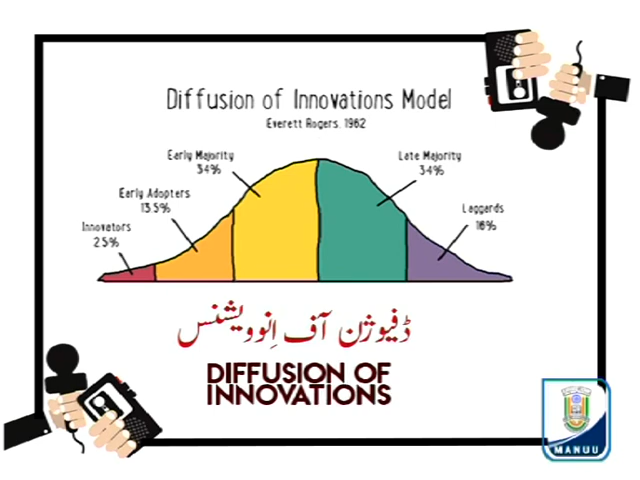 Diffusion of Innovations Model
Everett Rogers, 1962
Early Majority
34%
Late Majority
34%
Early Adopters
13.5%
Innovators
2.5%
Laggards
16%
ڈفیوژن آف اِنوویشنس
DIFFUSION OF
INNOVATIONS
MANUU